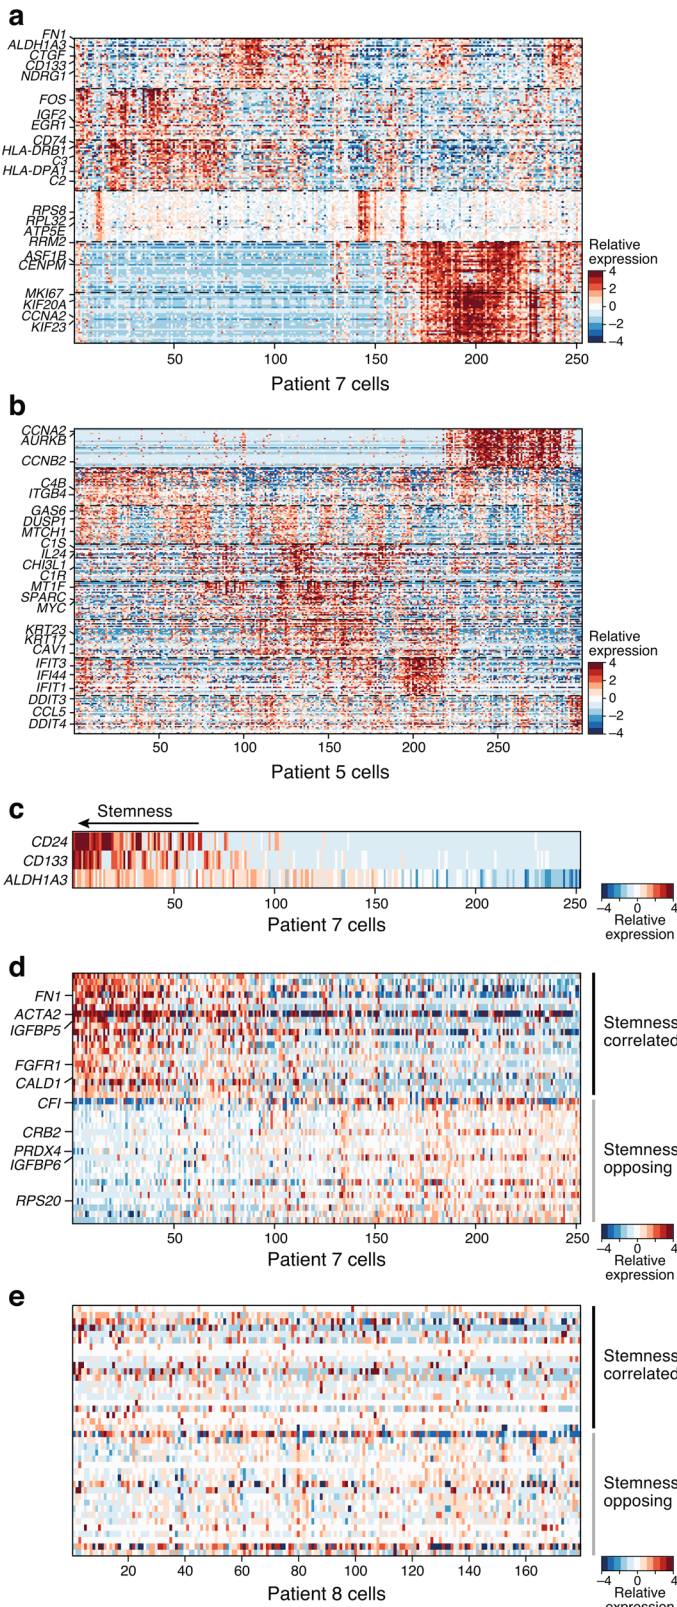 a
FN1
ALDH1A3
CTGF
CD133
NDRG1
FOS
IGF2
EGR1
CD74
HLA-DRB1
C3
HLA-DPA1
C2
RPS8
RPL32
ATP5E
RRM2
ASF1B
CENPM
MKI67
KIF20A
CCNA2
KIF23
Relative
expression
4
2
0
−2
−4
50 100 150 200 250
Patient 7 cells
b
CCNA2
AURKB
CCNB2
C4B
ITGB4
GAS6
DUSP1
MTCH1
C1S
IL24
CHI3L1
C1R
MT1F
SPARC
MYC
KRT23
KRT17
CAV1
IFIT3
IFI44
IFIT1
DDIT3
CCL5
DDIT4
Relative
expression
4
2
0
−2
−4
50 100 150 200 250
Patient 5 cells
c
Stemness
CD24
CD133
ALDH1A3
50 100 150 200 250
Patient 7 cells
−4 0 4
Relative
expression
d
FN1
ACTA2
IGFBP5
FGFR1
CALD1
CFI
CRB2
PRDX4
IGFBP6
RPS20
Stemness
correlated
Stemness
opposing
50 100 150 200 250
Patient 7 cells
−4 0 4
Relative
expression
e
Stemness
correlated
Stemness
opposing
20 40 60 80 100 120 140 160
Patient 8 cells
−4 0 4
Relative
expression